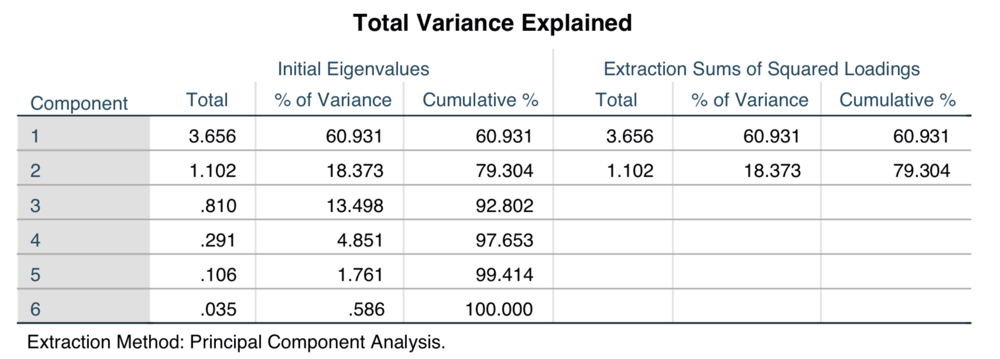 Total Variance Explained
Initial Eigenvalues Extraction Sums of Squared Loadings
Component Total % of Variance Cumulative % Total % of Variance Cumulative %
1 3.656 60.931 60.931 3.656 60.931 60.931
2 1.102 18.373 79.304 1.102 18.373 79.304
3 .810 13.498 92.802
4 .291 4.851 97.653
5 .106 1.761 99.414
6 .035 .586 100.000
Extraction Method: Principal Component Analysis.